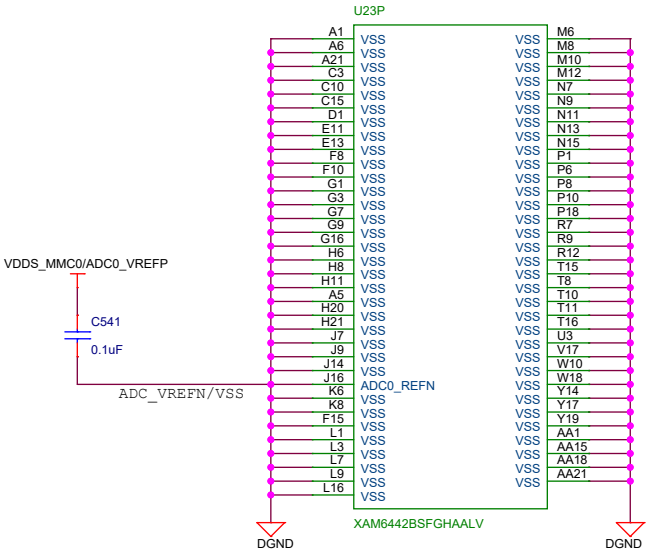 U23P
A1 VSS VSS M6
A6 VSS VSS M8
A21 VSS VSS M10
C3 VSS VSS M12
C10 VSS VSS N7
C15 VSS VSS N9
D1 VSS VSS N11
E11 VSS VSS N13
E13 VSS VSS N15
F8 VSS VSS P1
F10 VSS VSS P6
G1 VSS VSS P8
G3 VSS VSS P10
G7 VSS VSS P18
G9 VSS VSS R7
G16 VSS VSS R9
H6 VSS VSS R12
H8 VSS VSS T15
H11 VSS VSS T8
A5 VSS VSS T10
H20 VSS VSS T11
H21 VSS VSS T16
J7 VSS VSS U3
J9 VSS VSS V17
J14 VSS VSS W10
J16 ADC0_REFN VSS W18
K6 VSS VSS Y14
K8 VSS VSS Y17
F15 VSS VSS Y19
L1 VSS VSS AA1
L3 VSS VSS AA15
L7 VSS VSS AA18
L9 VSS VSS AA21
L16 VSS
VDDS_MMC0/ADC0_VREFP
C541
0.1uF
ADC_VREFN/VSS
XAM6442BSFGHAALV
DGND
DGND